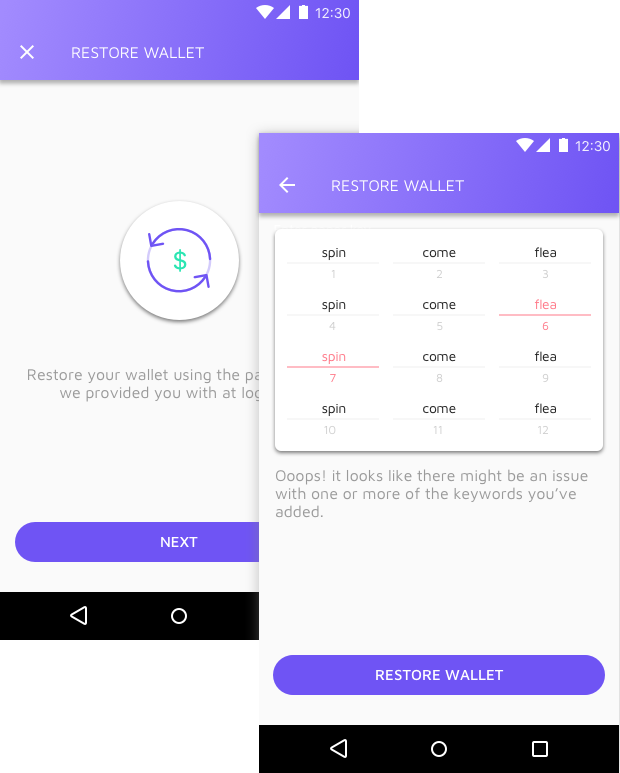 12:30
RESTORE WALLET
Restore your wallet using the
we provided you with at
NEXT
12:30
RESTORE WALLET
spin come flea
1 2 3
spin come flea
4 5 6
spin come flea
7 8 9
spin come flea
10 11 12
Ooops! it looks like there might be an issue
with one or more of the keywords you’ve
added.
RESTORE WALLET